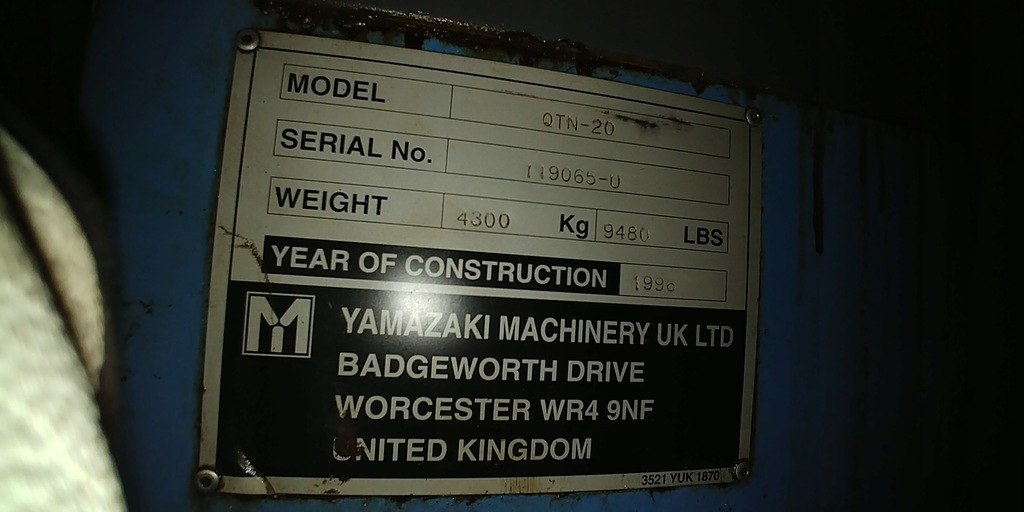 MODEL QTN-20
SERIAL No. 119065-U
WEIGHT 4300 Kg 9480 LBS
YEAR OF CONSTRUCTION
YAMAZAKI MACHINERY UK LTD
BADGEWORTH DRIVE
WORCESTER WR4 9NF
UNITED KINGDOM
3521 YUK 1870